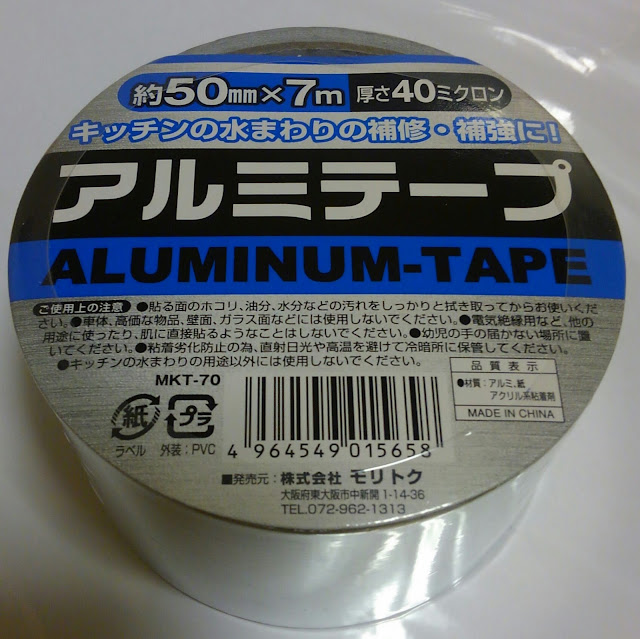 約50mm×7m 厚さ40ミクロン
キッチンの水まわりの補修・補強に!
アルミテープ
ALUMINUM-TAPE
ご使用上の注意 ●貼る面のホコリ、油分、水分などの汚れをしっかりと拭き取ってからお使いくだ
さい。●車体、高価な物品、壁面、ガラス面などには使用しないでください。●電気絶縁用など、他の
用途に使ったり、肌に直接貼るようなことはしないでください。●幼児の手の届かない場所に置
いてください。●粘着劣化防止の為、直射日光や高温を避けて冷暗所に保管してください。
●キッチンの水まわりの用途以外には使用しないでください。
MKT-70
紙
ラベル
プラ
外装:PVC
4 964549 015658
品質表示
●材質:アルミ、紙
アクリル系粘着剤
MADE IN CHINA
■発売元:株式会社 モリトク
大阪府東大阪市中新開1-14-36
TEL.072-962-1313